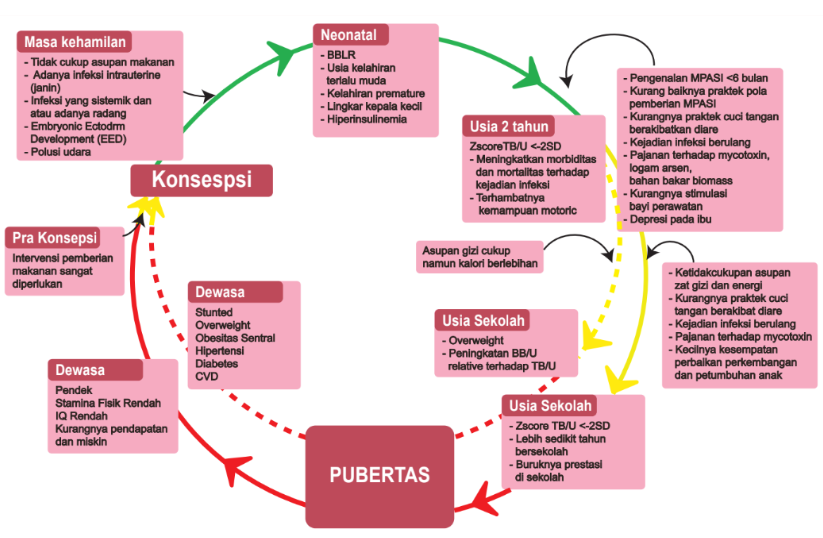 Masa kehamilan
- Tidak cukup asupan makanan
- Adanya infeksi intrauterine
(janin)
- Infeksi yang sistemik dan
atau adanya radang
- Embryonic Ectodrm
Development (EED)
- Polusi udara
Neonatal
- BBLR
- Usia kelahiran
terlalu muda
- Kelahiran premature
- Lingkar kepala kecil
- Hiperinsulinemia
Usia 2 tahun
ZscoreTB/U <-2SD
- Meningkatkan morbiditas
dan mortalitas terhadap
kejadian infeksi
- Terhambatnya
kemampuan motoric
- Pengenalan MPASI <6 bulan
- Kurang baiknya praktek pola
pemberian MPASI
- Kurangnya praktek cuci tangan
berakibatkan diare
- Kejadian infeksi berulang
- Pajanan terhadap mycotoxin,
logam arsen,
bahan bakar biomass
- Kurangnya stimulasi
bayi perawatan
- Depresi pada ibu
Konsespsi
Pra Konsepsi
Intervensi pemberian
makanan sangat
diperlukan
Asupan gizi cukup
namun kalori berlebihan
- Ketidakcukupan asupan
zat gizi dan energi
- Kurangnya praktek cuci
tangan berakibat diare
- Kejadian infeksi berulang
- Pajanan terhadap mycotoxin
- Kecilnya kesempatan
perbaikan perkembangan
dan petumbuhan anak
Dewasa
Stunted
Overweight
Obesitas Sentral
Hipertensi
Diabetes
CVD
Usia Sekolah
- Overweight
- Peningkatan BB/U
relative terhadap TB/U
Dewasa
Pendek
Stamina Fisik Rendah
IQ Rendah
Kurangnya pendapatan
dan miskin
Usia Sekolah
- Zscore TB/U <-2SD
- Lebih sedikit tahun
bersekolah
- Buruknya prestasi
di sekolah
PUBERTAS